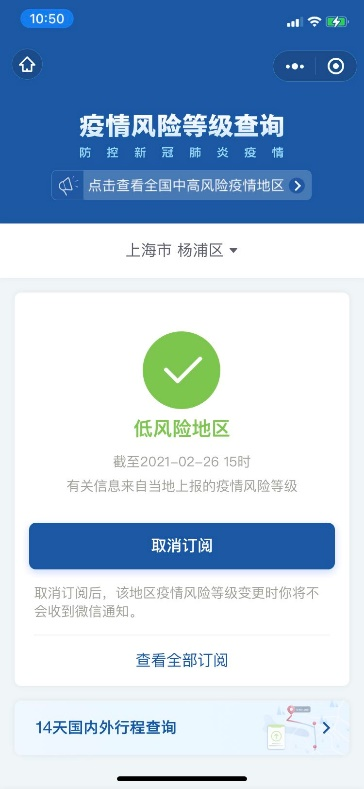 10:50
疫情风险等级查询
防控新冠肺炎疫情
点击查看全国中高风险疫情地区
上海市 杨浦区
低风险地区
截至2021-02-26 15时
有关信息来自当地上报的疫情风险等级
取消订阅
取消订阅后，该地区疫情风险等级变更时你将不
会收到微信通知。
查看全部订阅
14天国内外行程查询